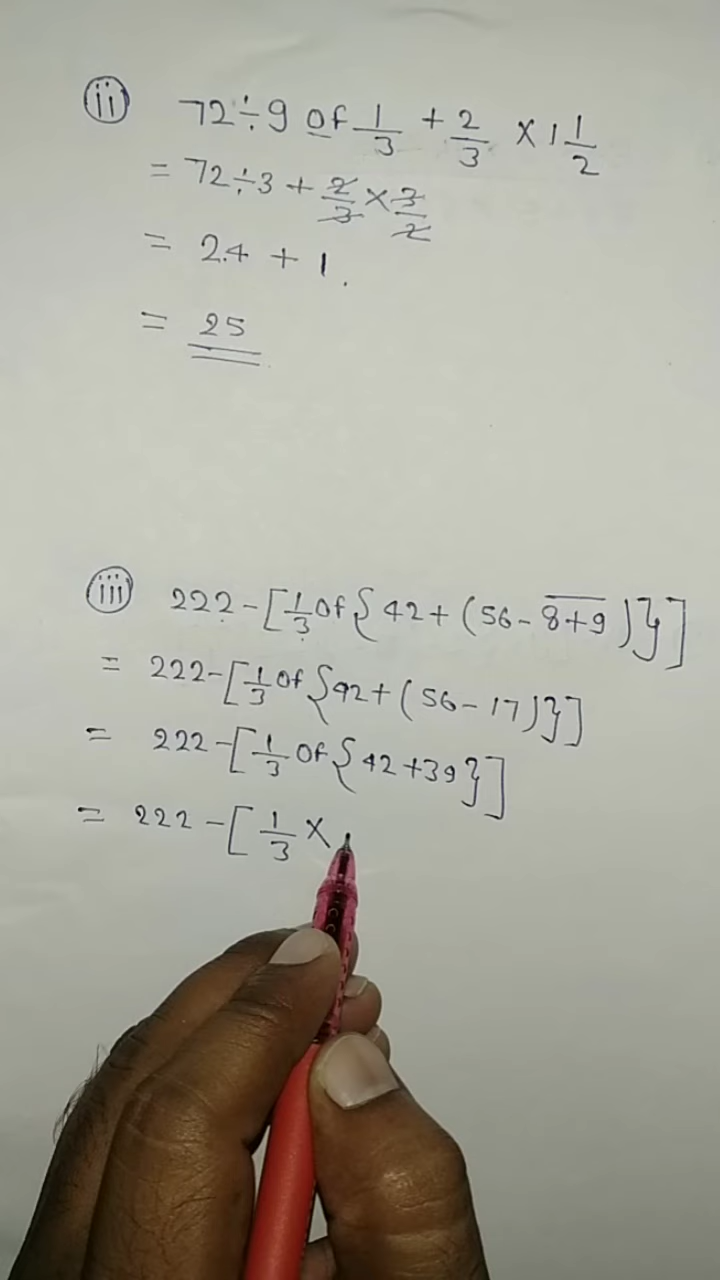 (ii) 72÷9 of 1/3 + 2/3 × 1 1/2
= 72÷3 + 2/3 × 3/2
= 24 + 1.
= 25
(iii) 222-[1/3 of {42+(56-8+9)}]
= 222-[1/3 of {42+(56-17)}]
= 222-[1/3 of {42+39}]
= 222-[1/3 ×